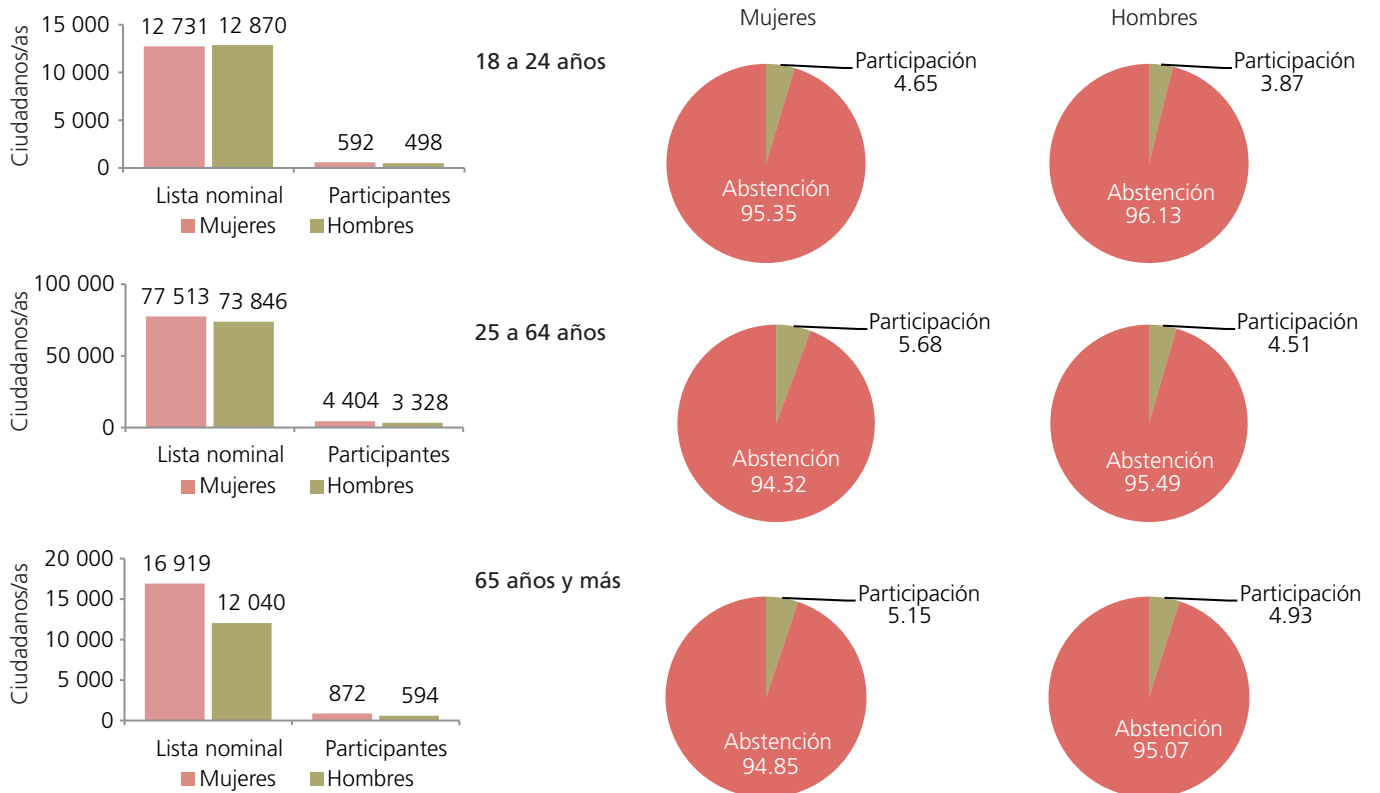 Mujeres
Hombres
Ciudadanos/as
15 000
10 000
5 000
0
12 731
12 870
592
498
Lista nominal
Participantes
Mujeres
Hombres
18 a 24 años
Participación
4.65
Abstención
95.35
Participación
3.87
Abstención
96.13
Ciudadanos/as
100 000
50 000
0
77 513
73 846
4 404
3 328
Lista nominal
Participantes
Mujeres
Hombres
25 a 64 años
Participación
5.68
Abstención
94.32
Participación
4.51
Abstención
95.49
Ciudadanos/as
20 000
15 000
10 000
5 000
0
16 919
12 040
872
594
Lista nominal
Participantes
Mujeres
Hombres
65 años y más
Participación
5.15
Abstención
94.85
Participación
4.93
Abstención
95.07